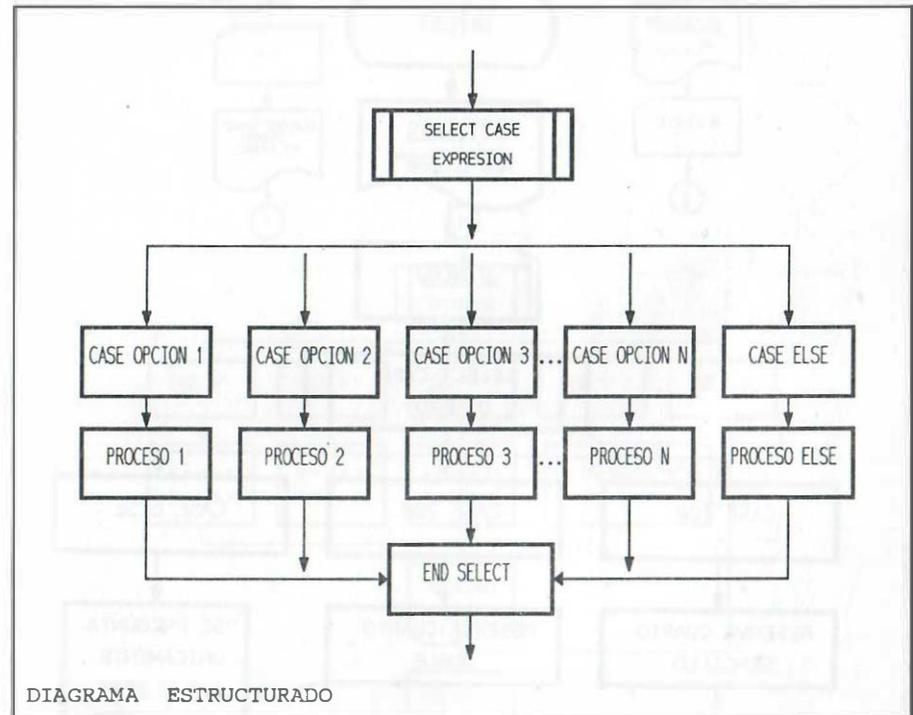 SELECT CASE
EXPRESION
CASE OPCION 1
CASE OPCION 2
CASE OPCION 3
...
CASE OPCION N
CASE ELSE
PROCESO 1
PROCESO 2
PROCESO 3
...
PROCESO N
PROCESO ELSE
END SELECT
DIAGRAMA ESTRUCTURADO